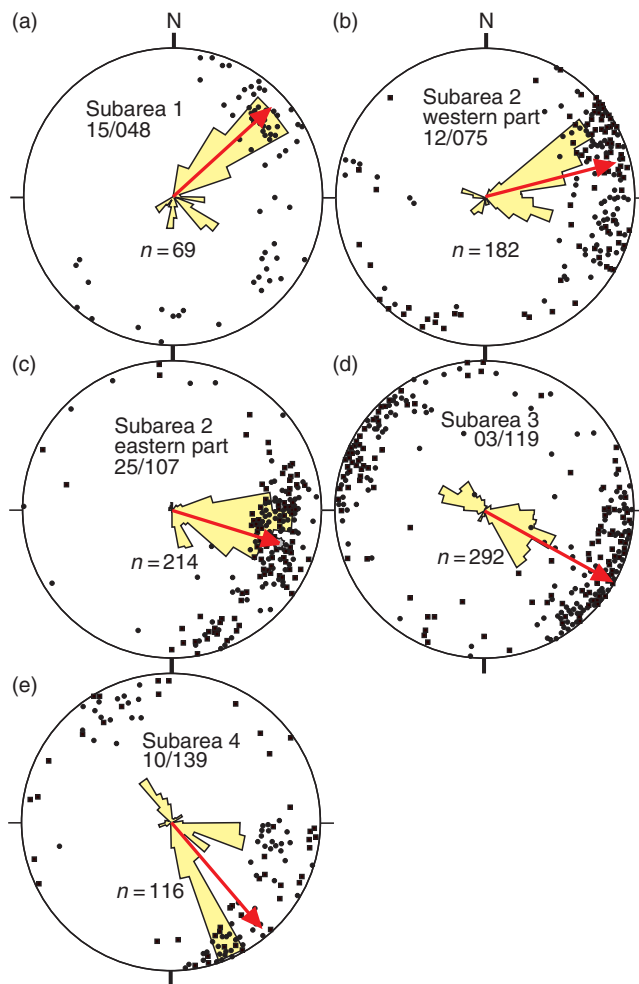 (a)
N
Subarea 1
15/048
n = 69
(b)
N
Subarea 2
western part
12/075
n = 182
(c)
Subarea 2
eastern part
25/107
n = 214
(d)
Subarea 3
03/119
n = 292
(e)
Subarea 4
10/139
n = 116